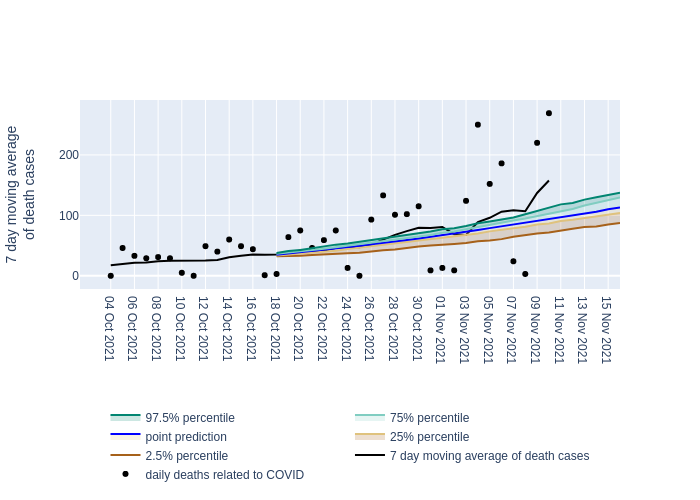 7 day moving average
of death cases
200
100
0
04 Oct 2021
06 Oct 2021
08 Oct 2021
10 Oct 2021
12 Oct 2021
14 Oct 2021
16 Oct 2021
18 Oct 2021
20 Oct 2021
22 Oct 2021
24 Oct 2021
26 Oct 2021
28 Oct 2021
30 Oct 2021
01 Nov 2021
03 Nov 2021
05 Nov 2021
07 Nov 2021
09 Nov 2021
11 Nov 2021
13 Nov 2021
15 Nov 2021
97.5% percentile
75% percentile
point prediction
25% percentile
2.5% percentile
7 day moving average of death cases
daily deaths related to COVID